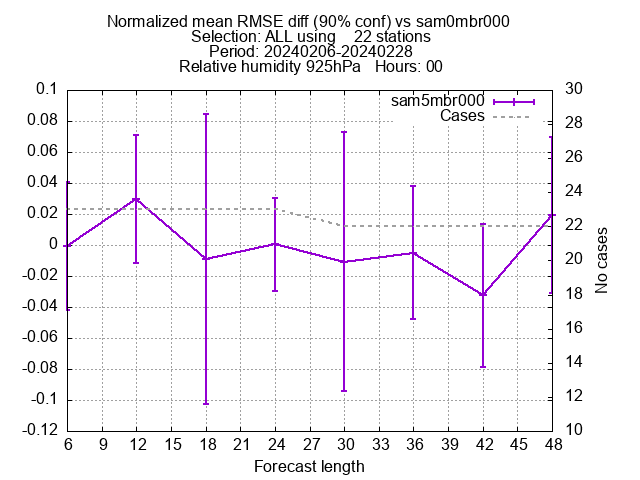 Normalized mean RMSE diff (90% conf) vs sam0mbr000
Selection: ALL using    22 stations
Period: 20240206-20240228
Relative humidity 925hPa   Hours: 00
sam5mbr000
Cases
0.1
0.08
0.06
0.04
0.02
0
-0.02
-0.04
-0.06
-0.08
-0.1
-0.12
30
28
26
24
22
20
18
16
14
12
10
No cases
6 12 15 18 21 24 27 30 33 36 39 42 45 48
Forecast length